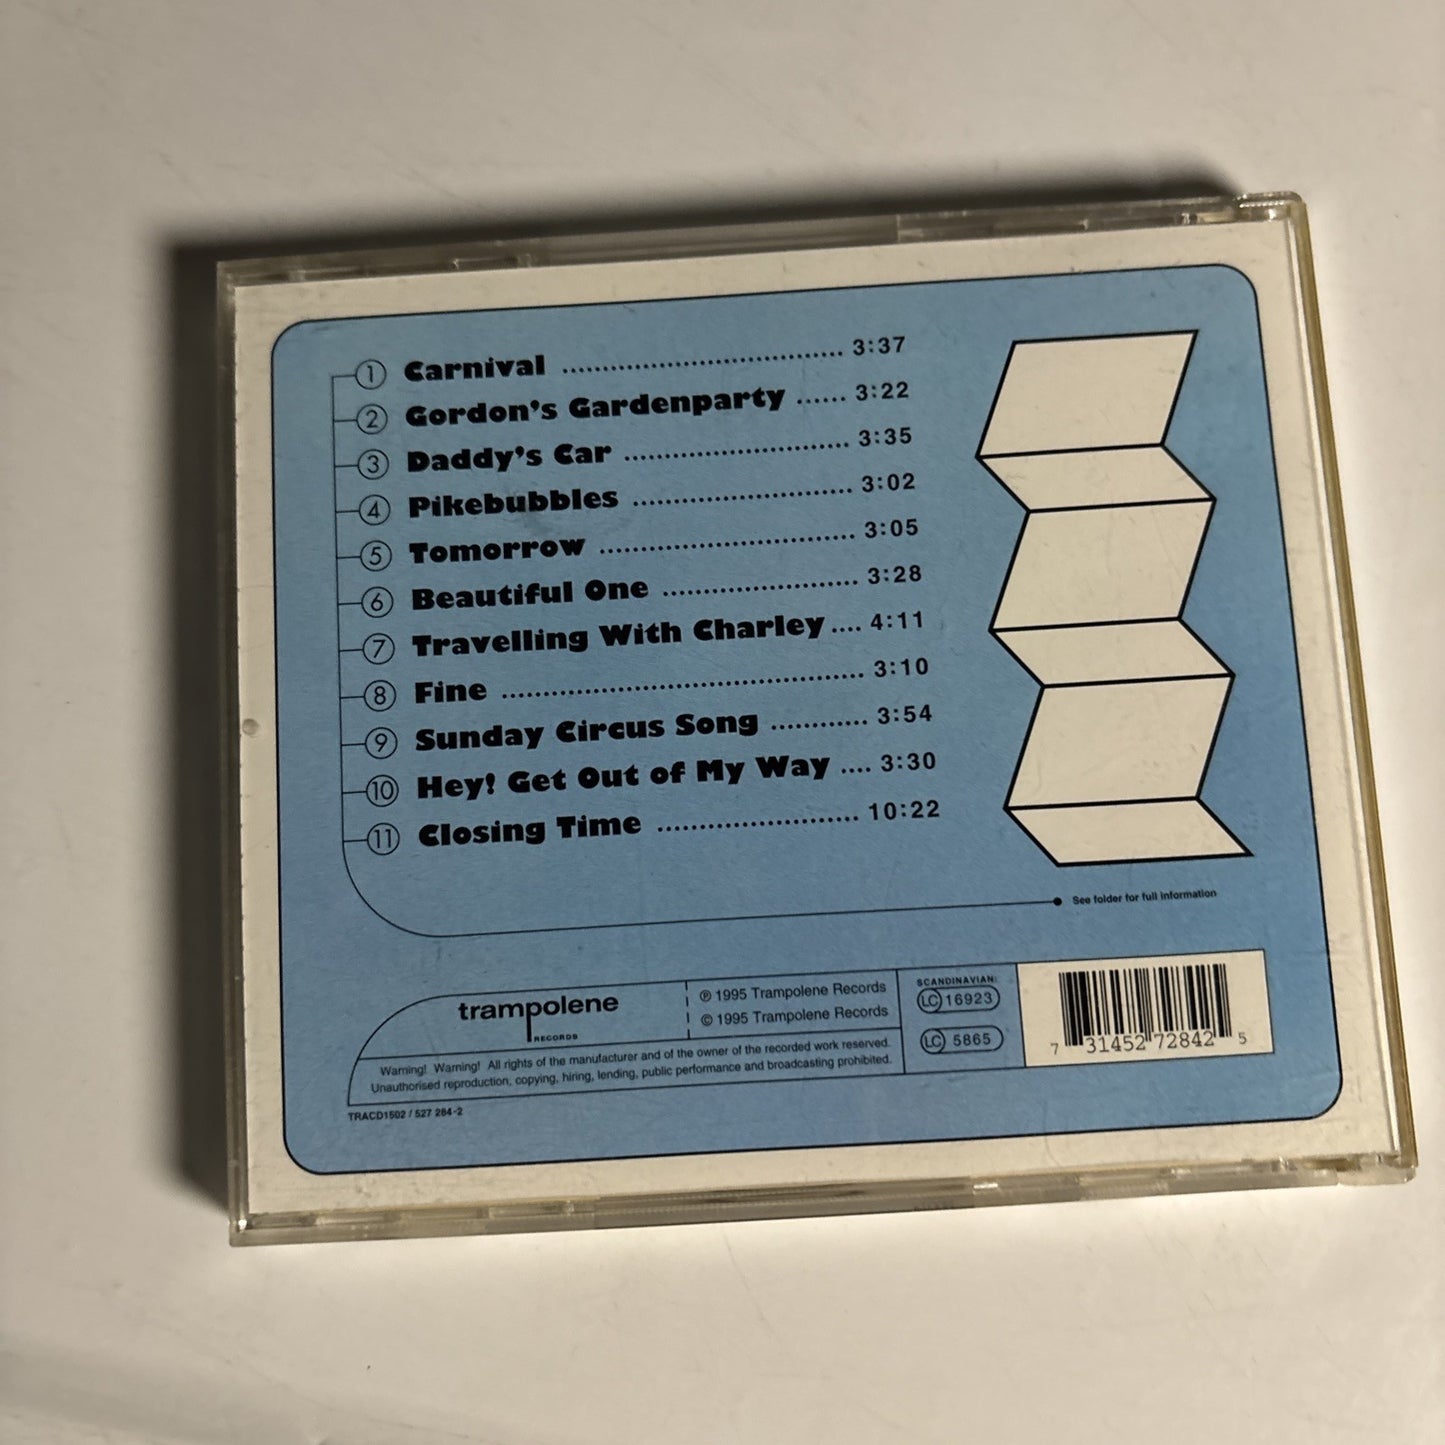 1 Carnival .................................. 3:37
2 Gordon's Gardenparty ...... 3:22
3 Daddy's Car ........................... 3:35
4 Pikebubbles .......................... 3:02
5 Tomorrow ............................... 3:05
6 Beautiful One ....................... 3:28
7 Travelling With Charley .... 4:11
8 Fine ........................................... 3:10
9 Sunday Circus Song ............ 3:54
10 Hey! Get Out of My Way .... 3:30
11 Closing Time ........................ 10:22
See folder for full information
trampolene
RECORDS
℗ 1995 Trampolene Records
© 1995 Trampolene Records
Warning! Warning! All rights of the manufacturer and of the owner of the recorded work reserved.
Unauthorised reproduction, copying, hiring, lending, public performance and broadcasting prohibited.
TRACD1502 / 527 284-2
SCANDINAVIAN:
LC 16923
LC 5865
7 31452 72842 5